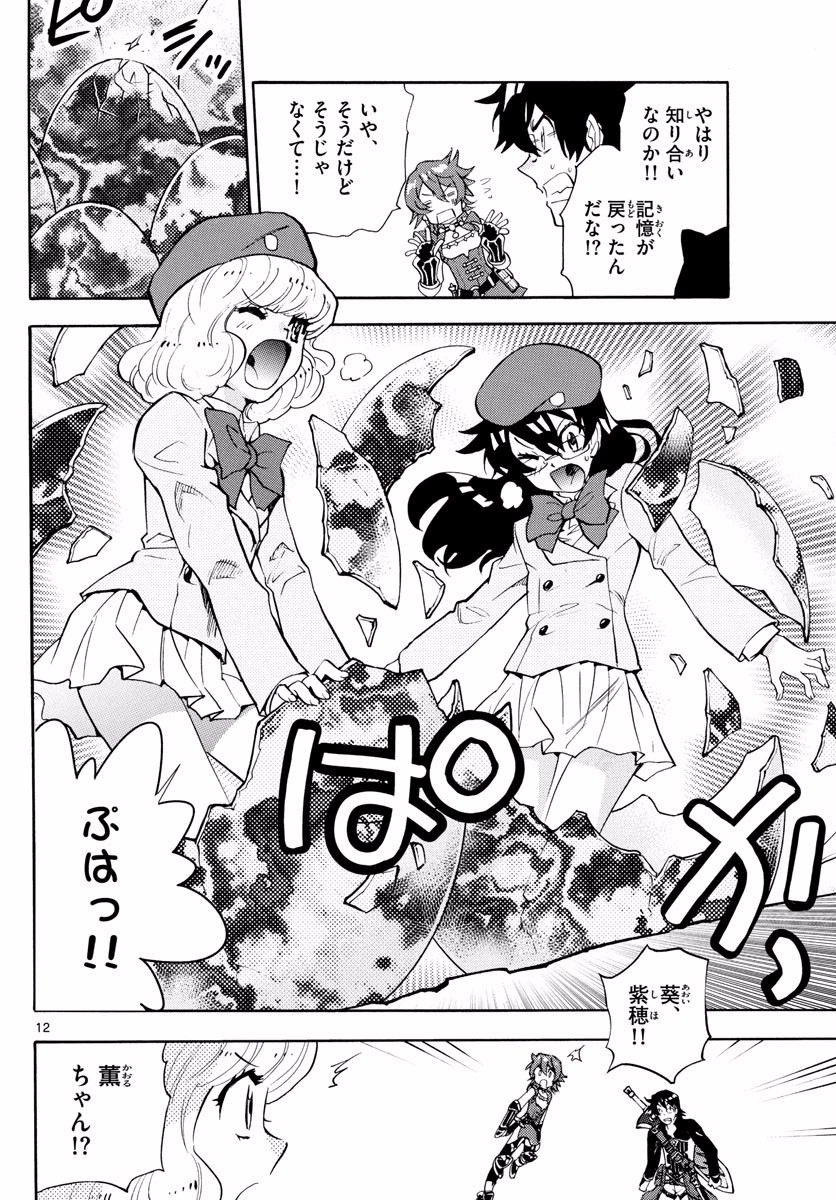 やはり
知り合い
なのか!!
記憶が
戻ったん
だな!?
いや、
そうだけど
そうじゃ
なくて…!
ピシッ
ぱかっ
ぷはっ!!
葵、
紫穂!!
薫
ちゃん!?
12